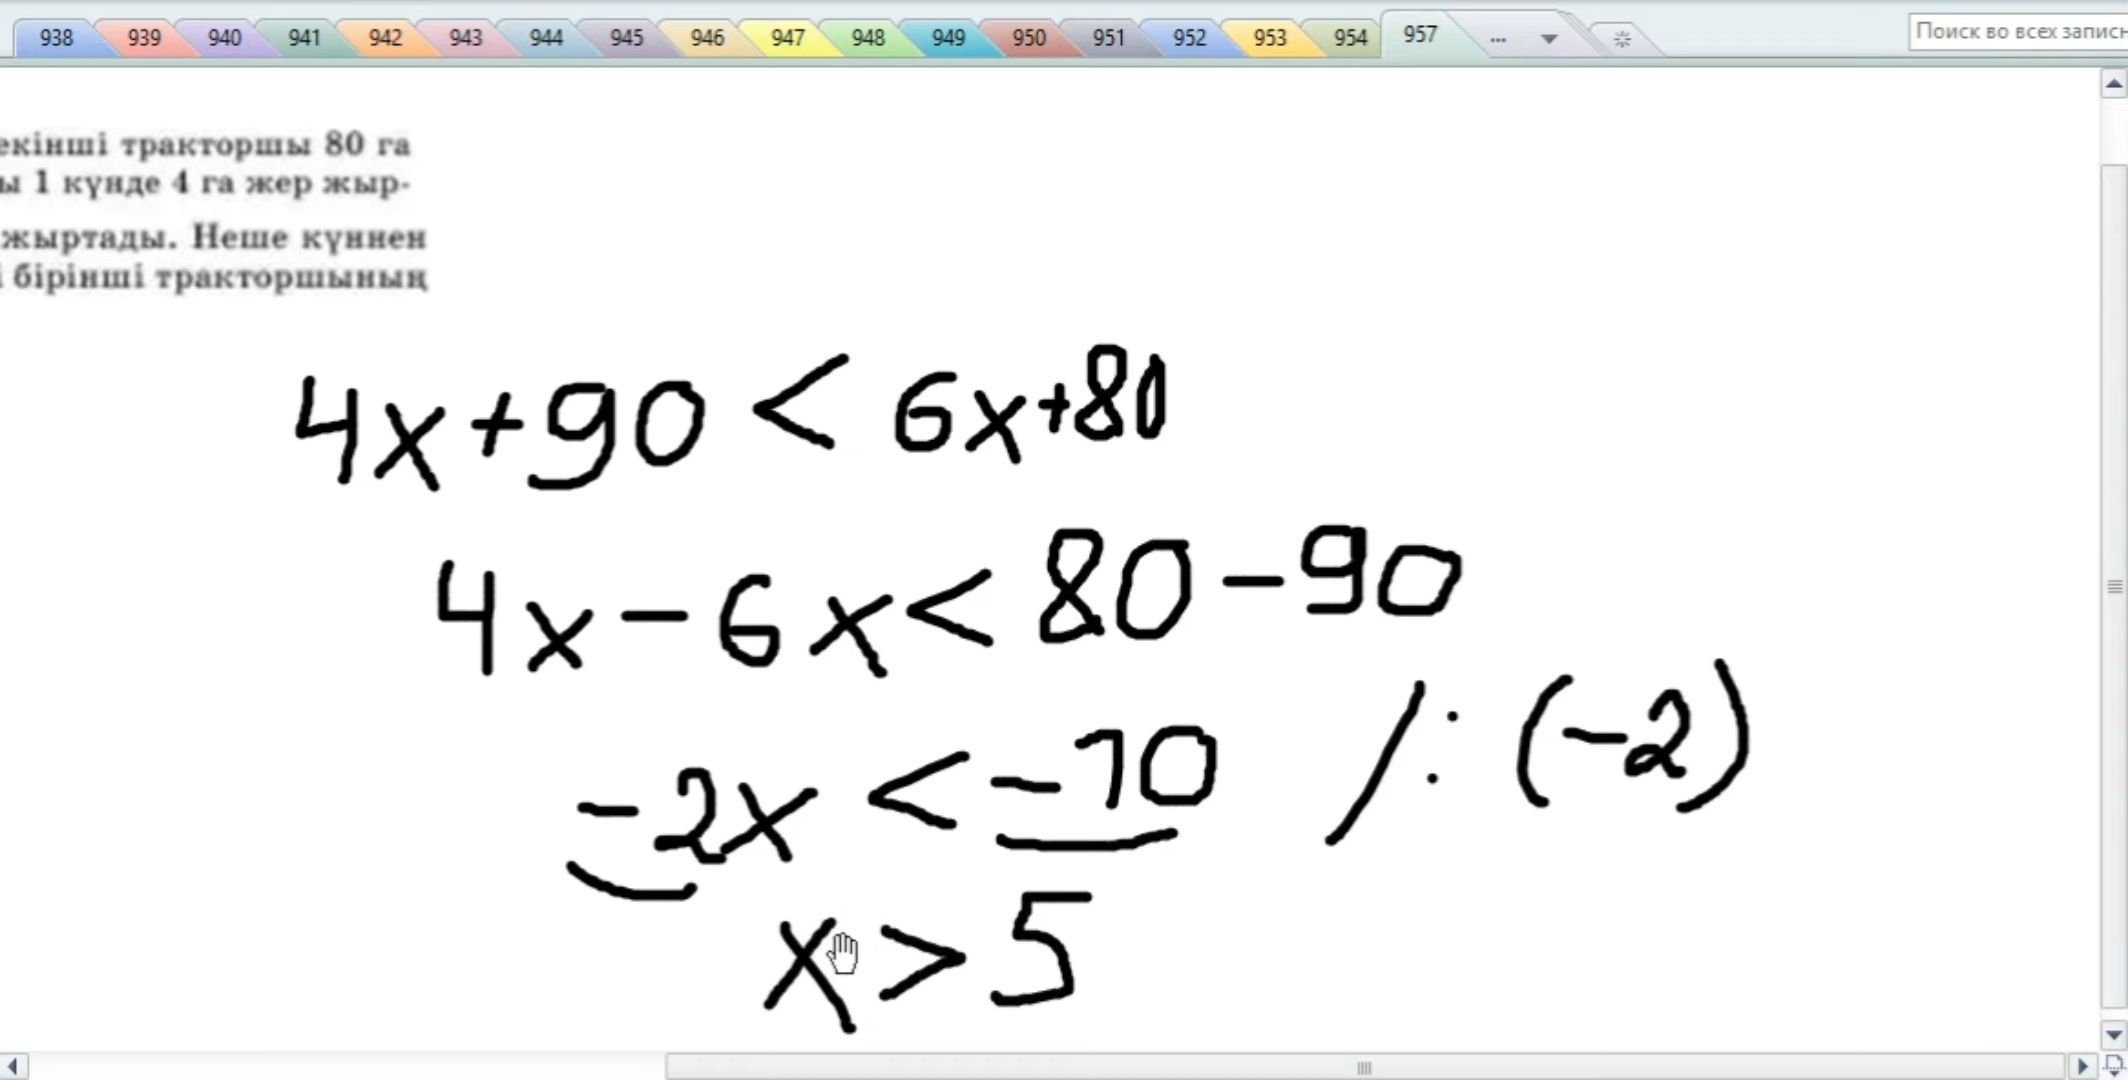 938 939 940 941 942 943 944 945 946 947 948 949 950 951 952 953 954 957 ... Поиск во всех
екінші тракторшы 80 га
ы 1 күнде 4 га жер жыр-
жыртады. Неше күннен
і бірінші тракторшының
4x+90 < 6x+80
4x-6x< 80-90
-2x < -10 /: (-2)
x > 5